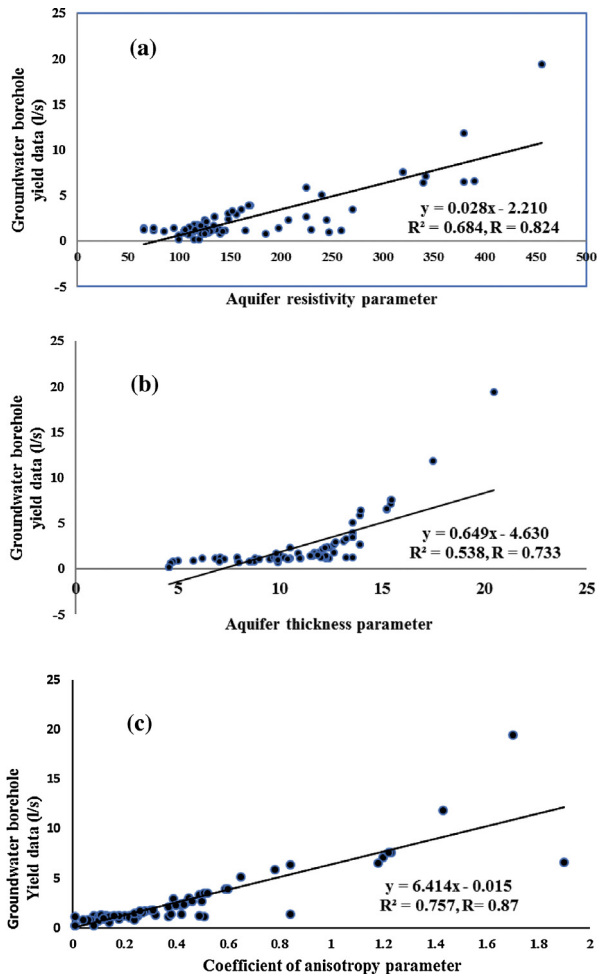 (a)
Groundwater borehole
yield data (l/s)
25
20
15
10
5
0
-5
0 50 100 150 200 250 300 350 400 450 500
y = 0.028x - 2.210
R² = 0.684, R = 0.824
Aquifer resistivity parameter
(b)
Groundwater borehole
yield data (l/s)
25
20
15
10
5
0
-5
0 5 10 15 20 25
y = 0.649x - 4.630
R² = 0.538, R = 0.733
Aquifer thickness parameter
(c)
Groundwater borehole
Yield data (l/s)
25
20
15
10
5
0
0 0.2 0.4 0.6 0.8 1 1.2 1.4 1.6 1.8 2
y = 6.414x - 0.015
R² = 0.757, R= 0.87
Coefficient of anisotropy parameter